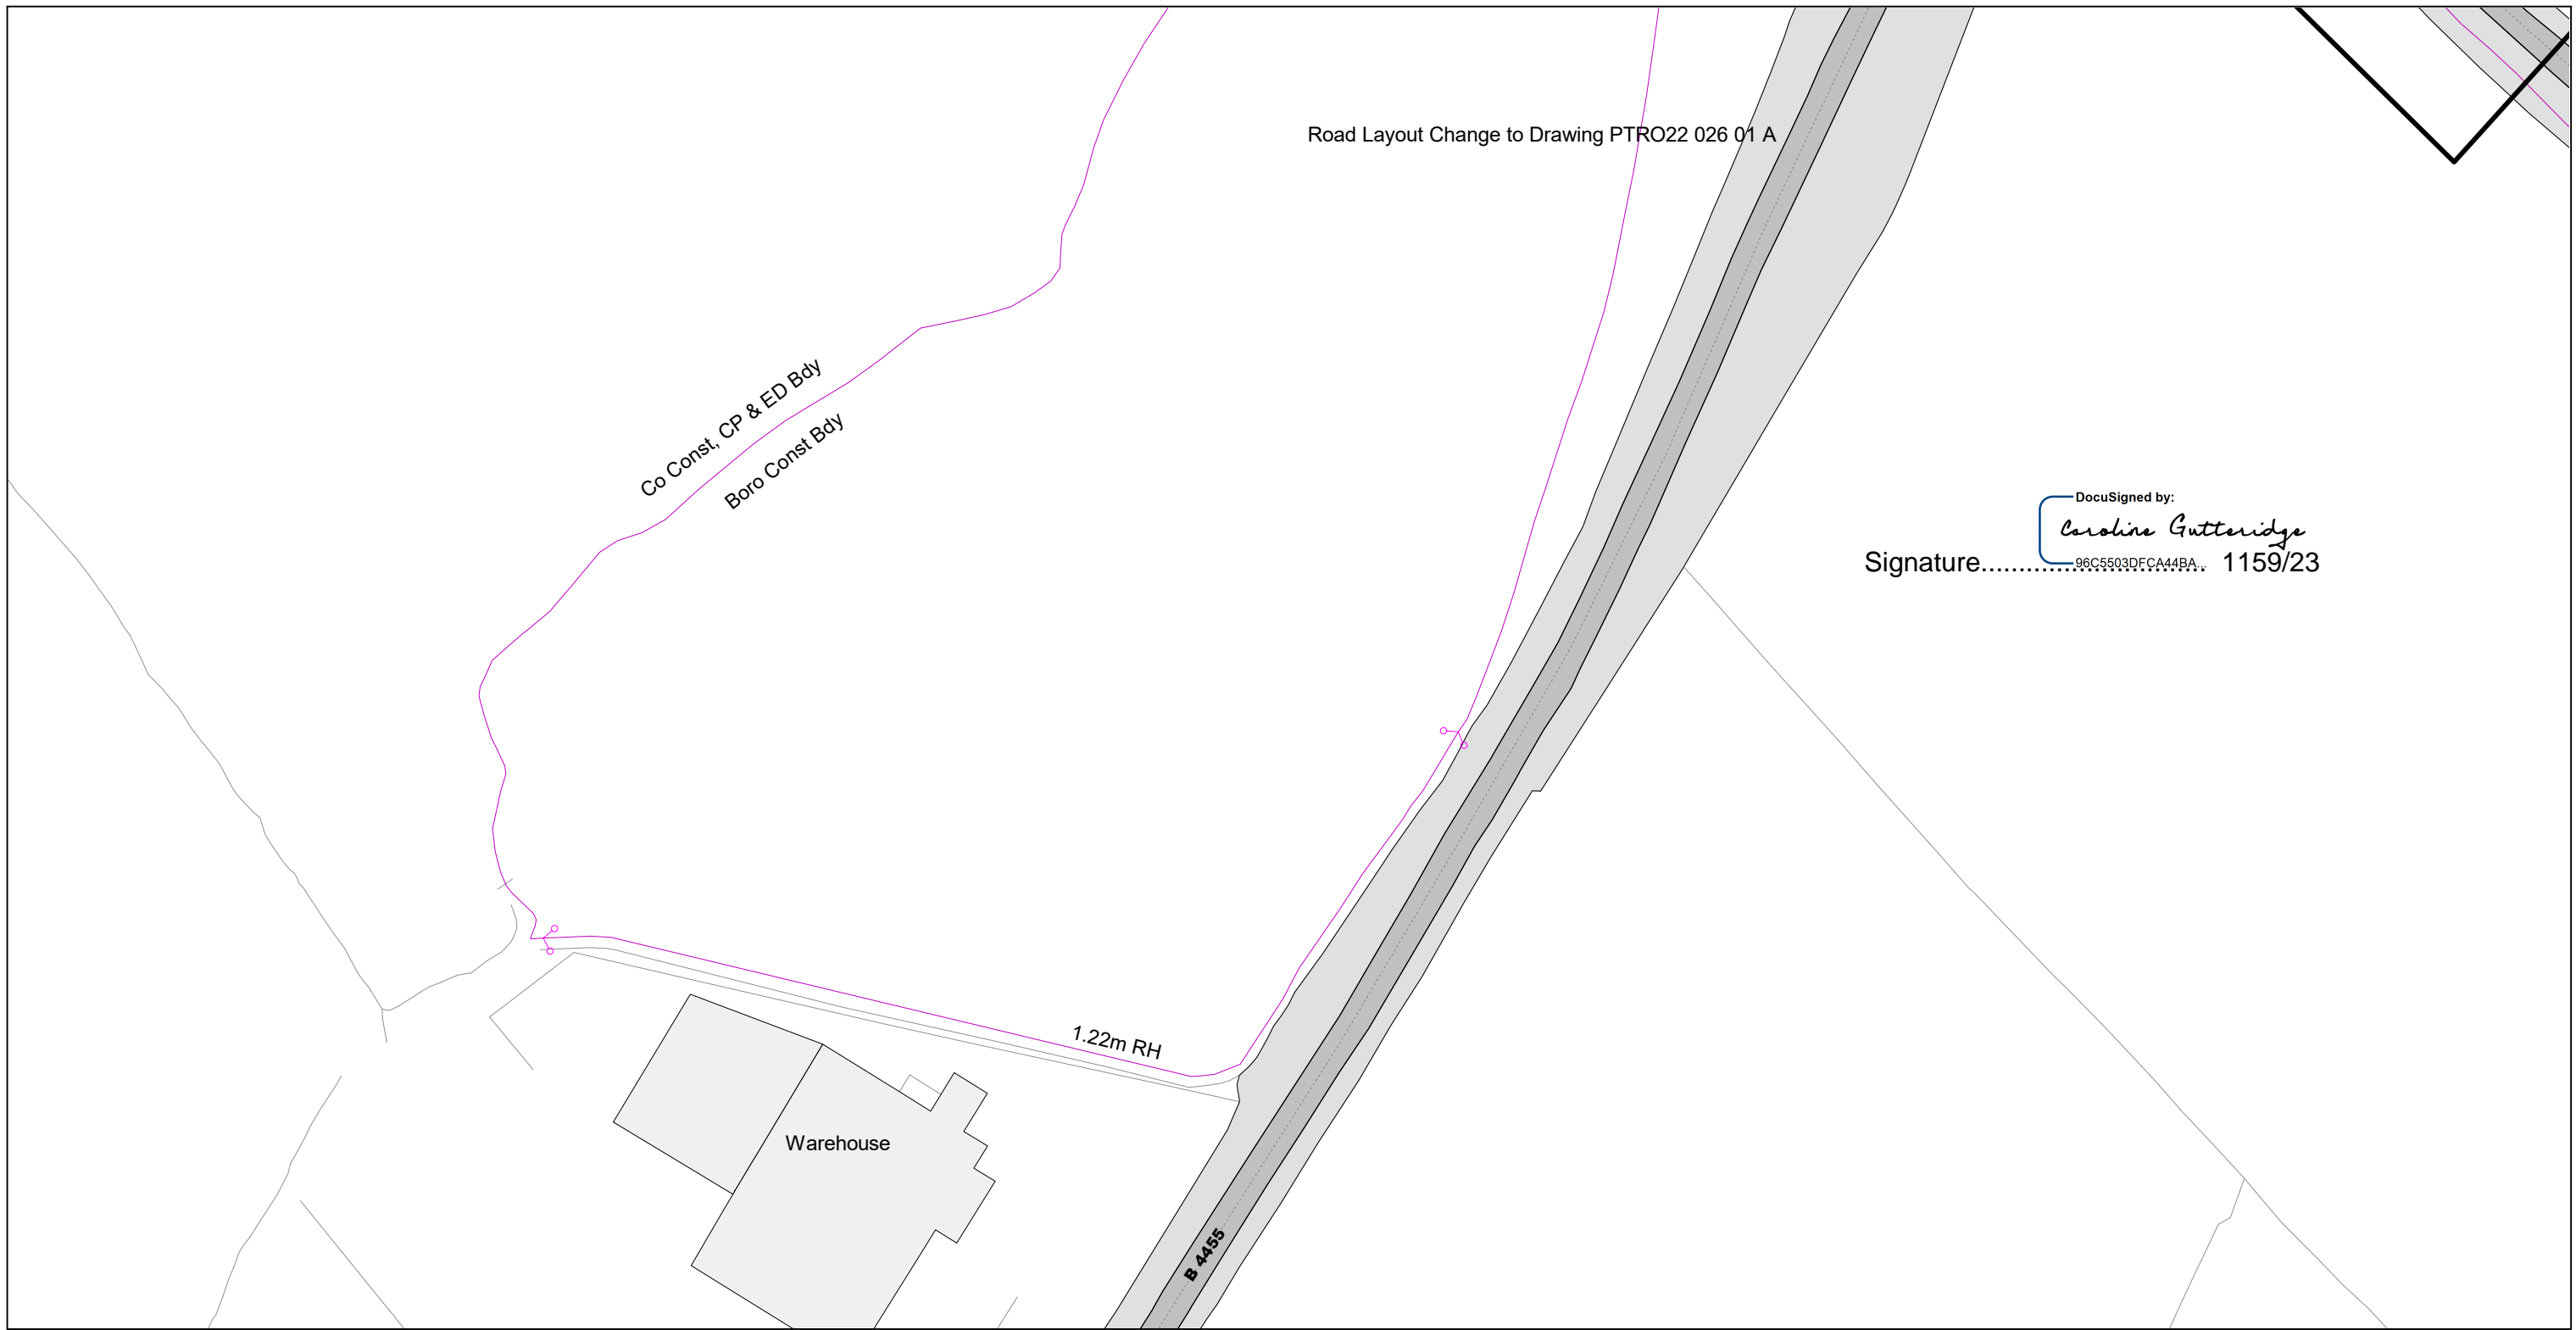 Road Layout Change to Drawing PTRO22 026 01 A
Co Const, CP & ED Bdy
Boro Const Bdy
DocuSigned by:
Caroline Gutteridge
96C5503DFCA44BA...
Signature.............................. 1159/23
1.22m RH
Warehouse
B 4455